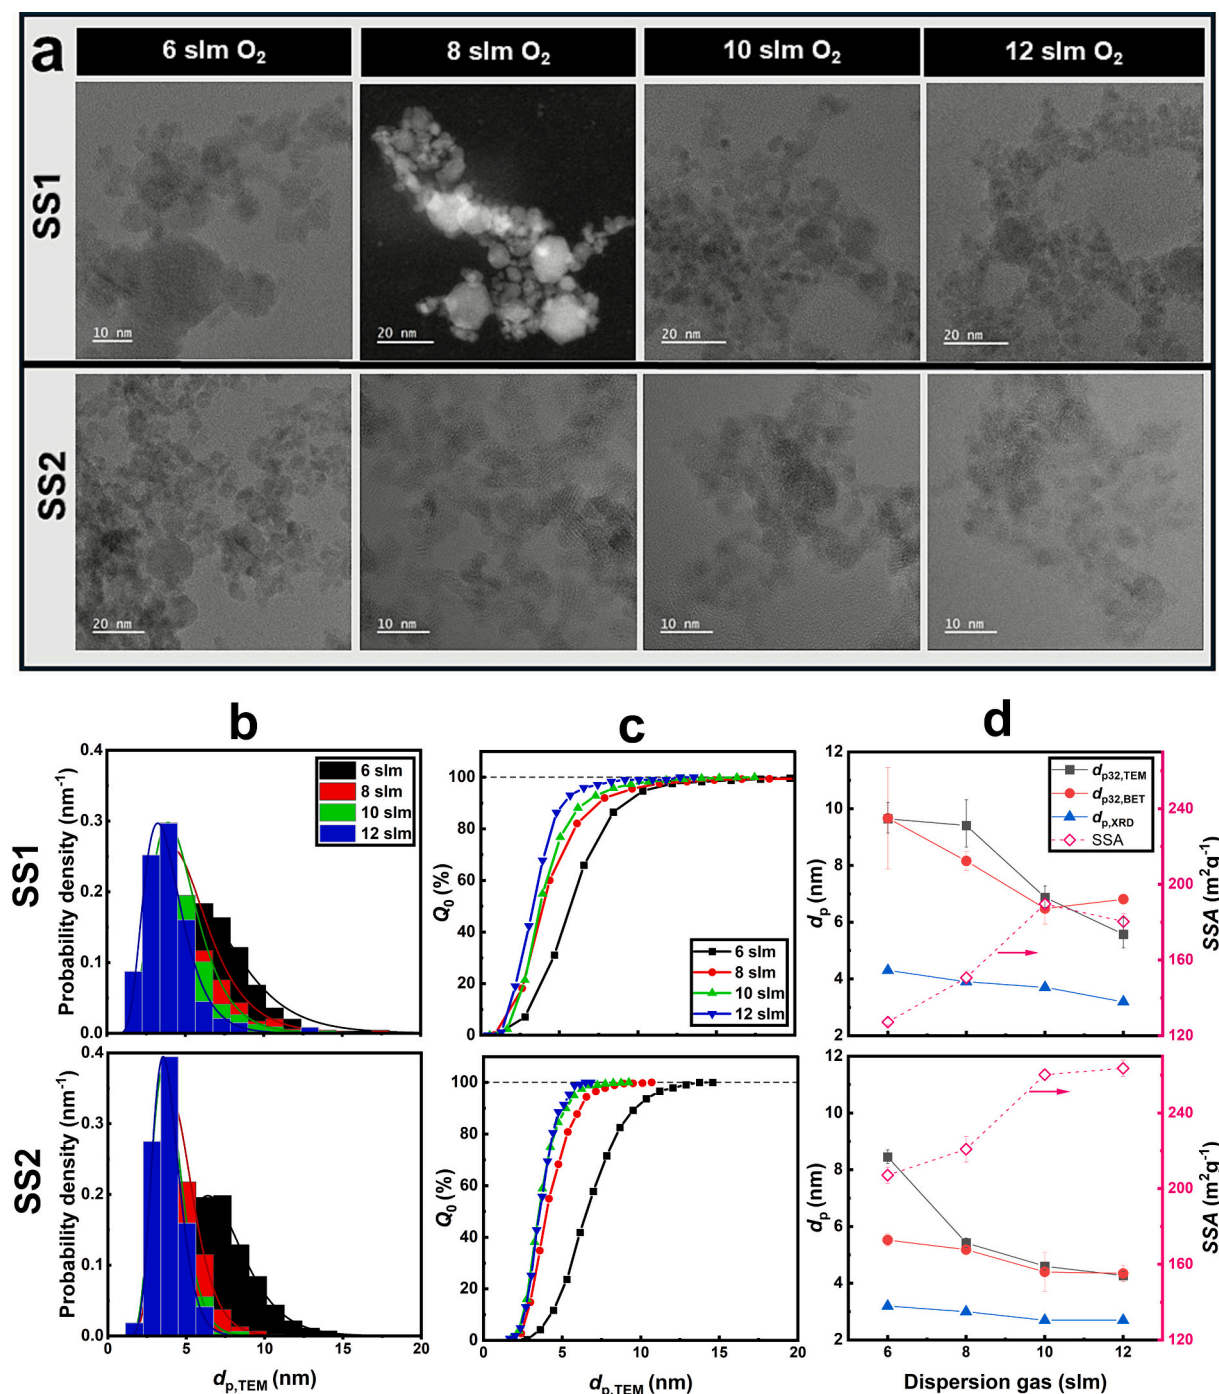 a
6 slm O2
8 slm O2
10 slm O2
12 slm O2
SS1
10 nm
20 nm
20 nm
20 nm
SS2
20 nm
10 nm
10 nm
10 nm
b
c
d
SS1
Probability density (nm-1)
0.4
0.3
0.2
0.1
0.0
6 slm
8 slm
10 slm
12 slm
Q0 (%)
100
80
60
40
20
0
0 5 10 15 20
6 slm
8 slm
10 slm
12 slm
dp (nm)
12
10
8
6
4
2
dp32,TEM
dp32,BET
dp,XRD
SSA
240
200
160
120
SSA (m2g-1)
SS2
Probability density (nm-1)
0.4
0.3
0.2
0.1
0.0
0 5 10 15 20
dp,TEM (nm)
Q0 (%)
100
80
60
40
20
0
0 5 10 15 20
dp,TEM (nm)
dp (nm)
12
10
8
6
4
2
6 8 10 12
Dispersion gas (slm)
240
200
160
120
SSA (m2g-1)